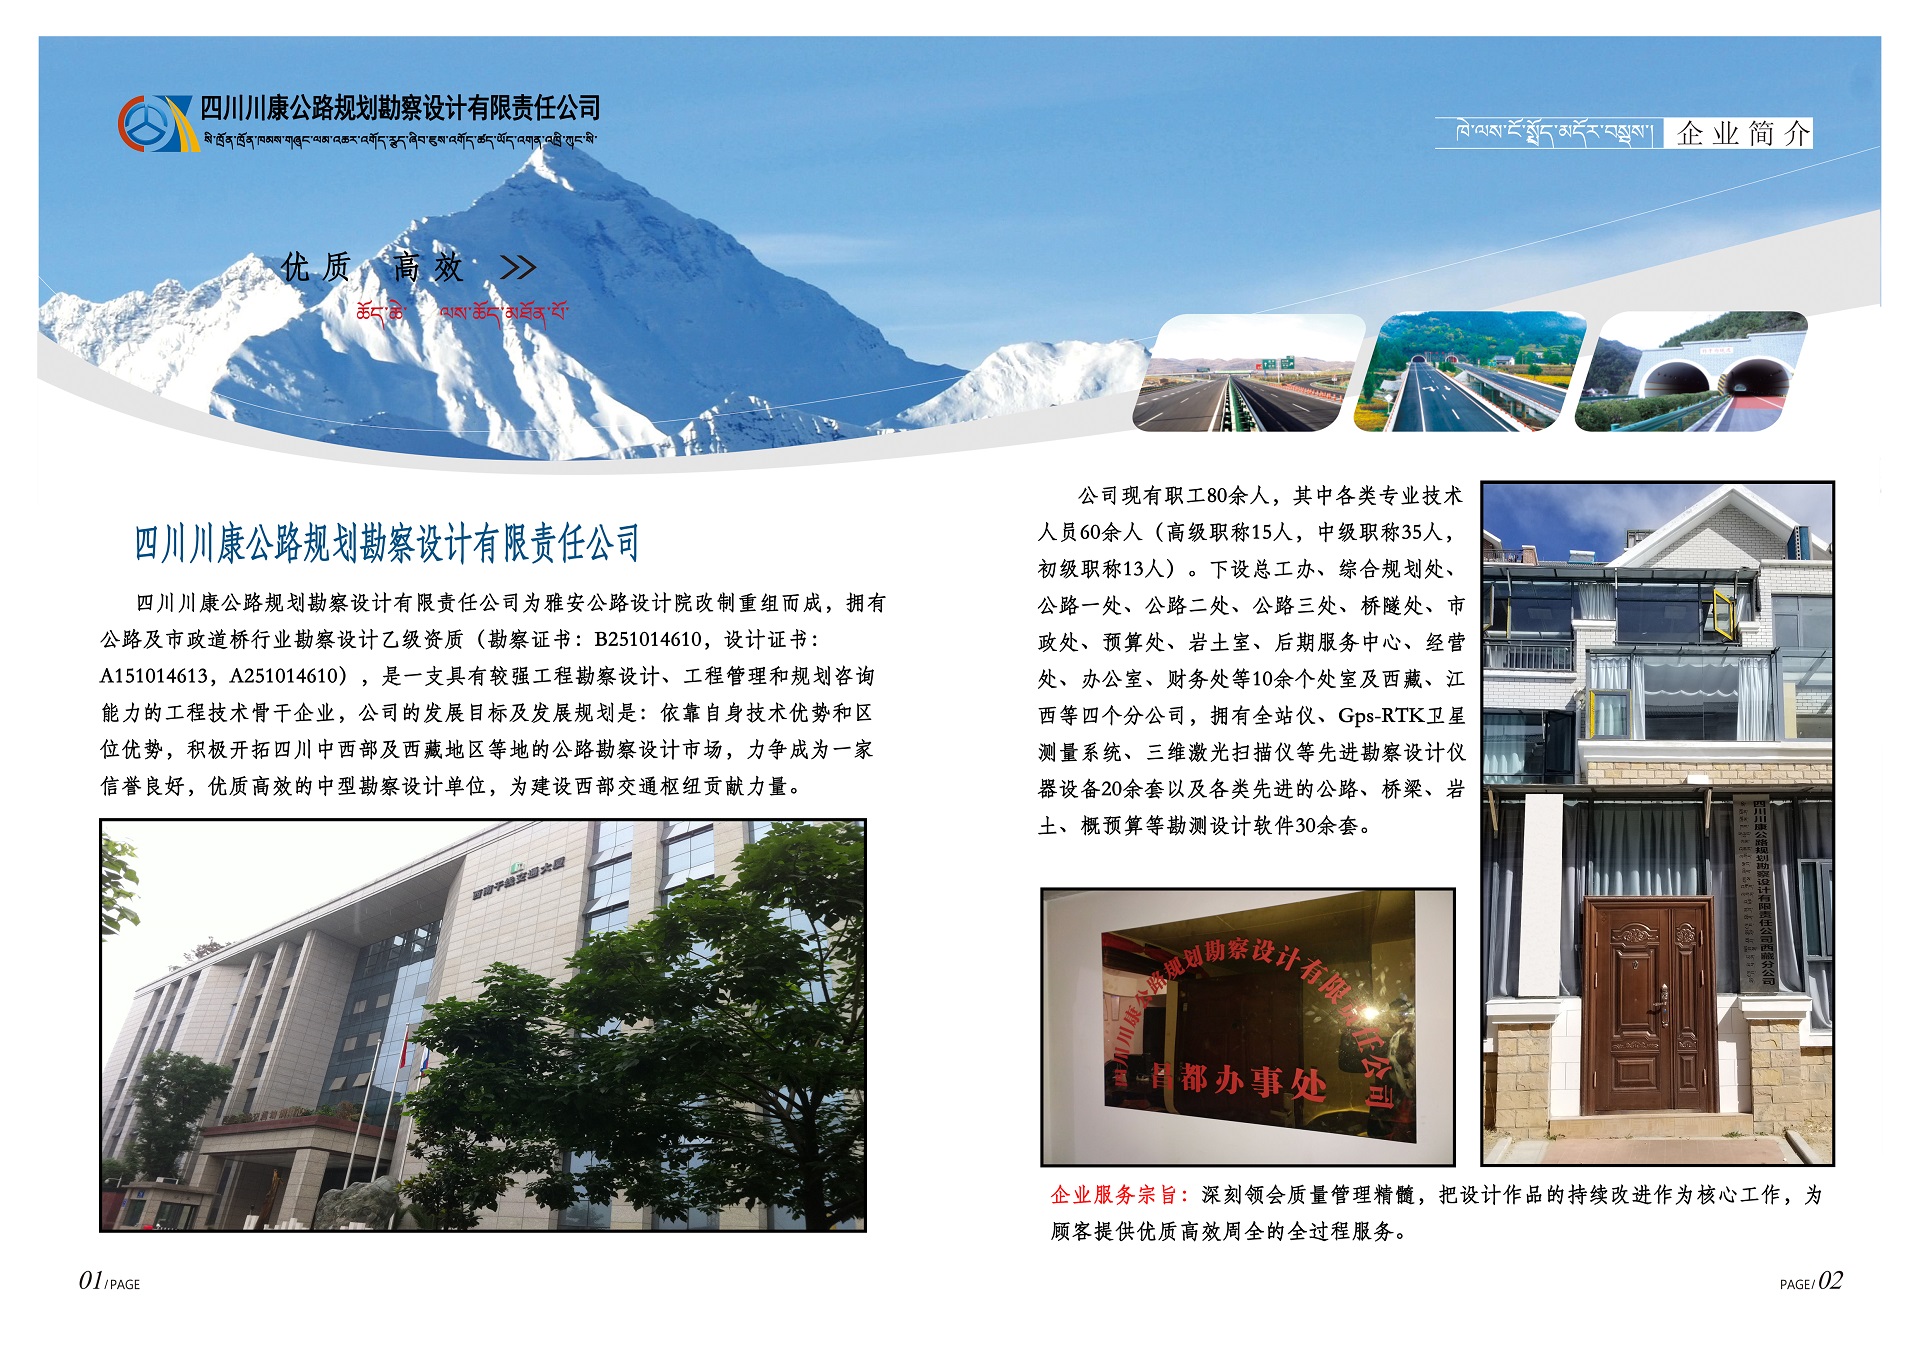 四川川康公路规划勘察设计有限责任公司
སི་ཁྲོན་ཁྲོན་ཁམས་གཞུང་ལམ་འཆར་འགོད་རྟད་ཞིབ་ཇུས་འགོད་ཚད་ཡོད་འགན་འཁྲི་ཀུང་སི་
ཁེ་ལས་ངོ་སྤྲོད་མདོར་བསྡུས།
企业简介
优质 高效
ཚོད་ཆེ་ ལས་ཆོད་མཐོན་པོ་
四川川康公路规划勘察设计有限责任公司
四川川康公路规划勘察设计有限责任公司为雅安公路设计院改制重组而成，拥有
公路及市政道桥行业勘察设计乙级资质（勘察证书：B251014610，设计证书：
A151014613，A251014610），是一支具有较强工程勘察设计、工程管理和规划咨询
能力的工程技术骨干企业，公司的发展目标及发展规划是：依靠自身技术优势和区
位优势，积极开拓四川中西部及西藏地区等地的公路勘察设计市场，力争成为一家
信誉良好，优质高效的中型勘察设计单位，为建设西部交通枢纽贡献力量。
西南干线交通大厦
01/PAGE
公司现有职工80余人，其中各类专业技术
人员60余人（高级职称15人，中级职称35人，
初级职称13人）。下设总工办、综合规划处、
公路一处、公路二处、公路三处、桥隧处、市
政处、预算处、岩土室、后期服务中心、经营
处、办公室、财务处等10余个处室及西藏、江
西等四个分公司，拥有全站仪、Gps-RTK卫星
测量系统、三维激光扫描仪等先进勘察设计仪
器设备20余套以及各类先进的公路、桥梁、岩
土、概预算等勘测设计软件30余套。
四川川康公路规划勘察设计有限责任公司
昌都办事处
四川川康公路规划勘察设计有限责任公司西藏分公司
企业服务宗旨：深刻领会质量管理精髓，把设计作品的持续改进作为核心工作，为
顾客提供优质高效周全的全过程服务。
PAGE/02